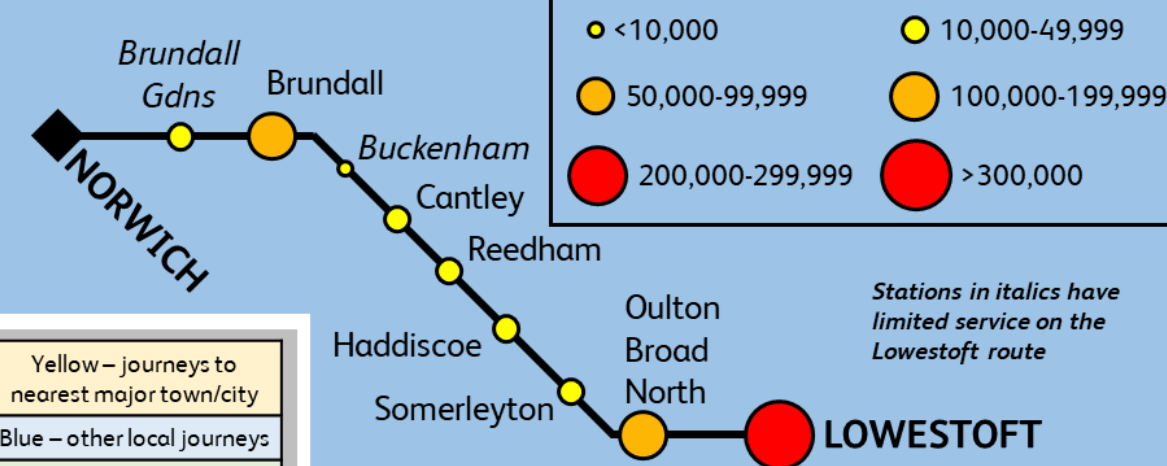 <10,000
10,000-49,999
50,000-99,999
100,000-199,999
200,000-299,999
>300,000
Brundall
Gdns
Brundall
NORWICH
Buckenham
Cantley
Reedham
Haddiscoe
Somerleyton
Oulton
Broad
North
LOWESTOFT
Stations in italics have
limited service on the
Lowestoft route
Yellow – journeys to
nearest major town/city
Blue – other local journeys